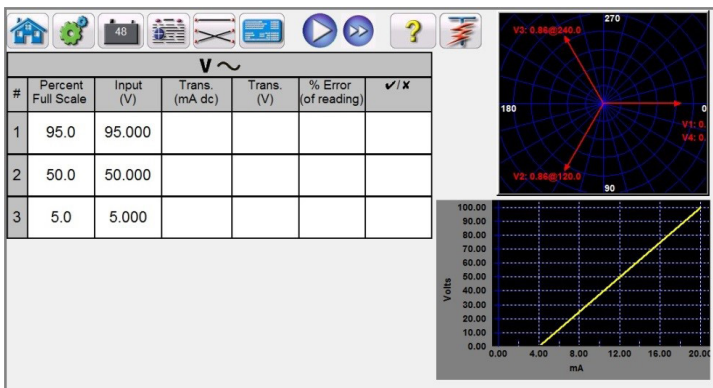 48
V ~
#
Percent Full Scale
Input (V)
Trans. (mA dc)
Trans. (V)
% Error (of reading)
✔/✘
1 95.0 95.000
2 50.0 50.000
3 5.0 5.000
270
V3: 0.86@240.0
180
0
V1: 0.
V4: 0.
V2: 0.86@120.0
90
100.00
90.00
80.00
70.00
60.00
50.00
40.00
30.00
20.00
10.00
0.00
Volts
0.00 4.00 8.00 12.00 16.00 20.00
mA